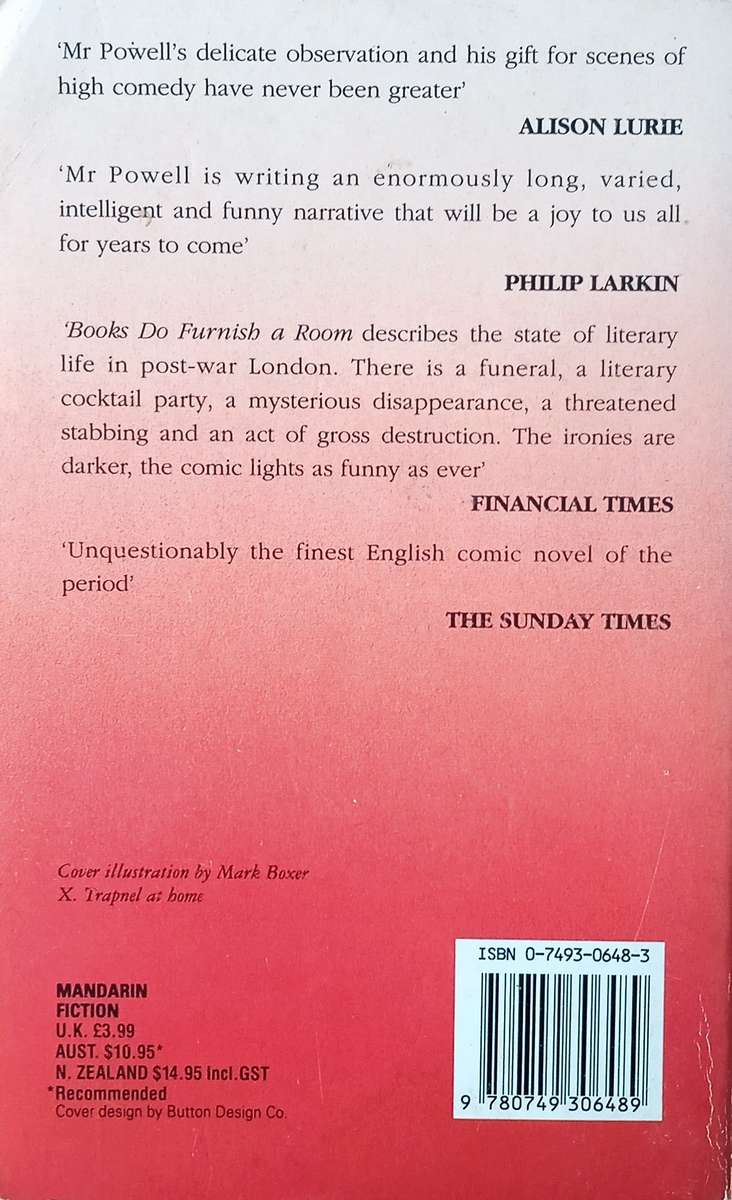 ‘Mr Powell’s delicate observation and his gift for scenes of
high comedy have never been greater’
ALISON LURIE
‘Mr Powell is writing an enormously long, varied,
intelligent and funny narrative that will be a joy to us all
for years to come’
PHILIP LARKIN
‘Books Do Furnish a Room describes the state of literary
life in post-war London. There is a funeral, a literary
cocktail party, a mysterious disappearance, a threatened
stabbing and an act of gross destruction. The ironies are
darker, the comic lights as funny as ever’
FINANCIAL TIMES
‘Unquestionably the finest English comic novel of the
period’
THE SUNDAY TIMES
Cover illustration by Mark Boxer
X. Trapnel at home
MANDARIN
FICTION
U.K. £3.99
AUST. $10.95*
N. ZEALAND $14.95 Incl.GST
*Recommended
Cover design by Button Design Co.
ISBN 0-7493-0648-3
9 780749 306489